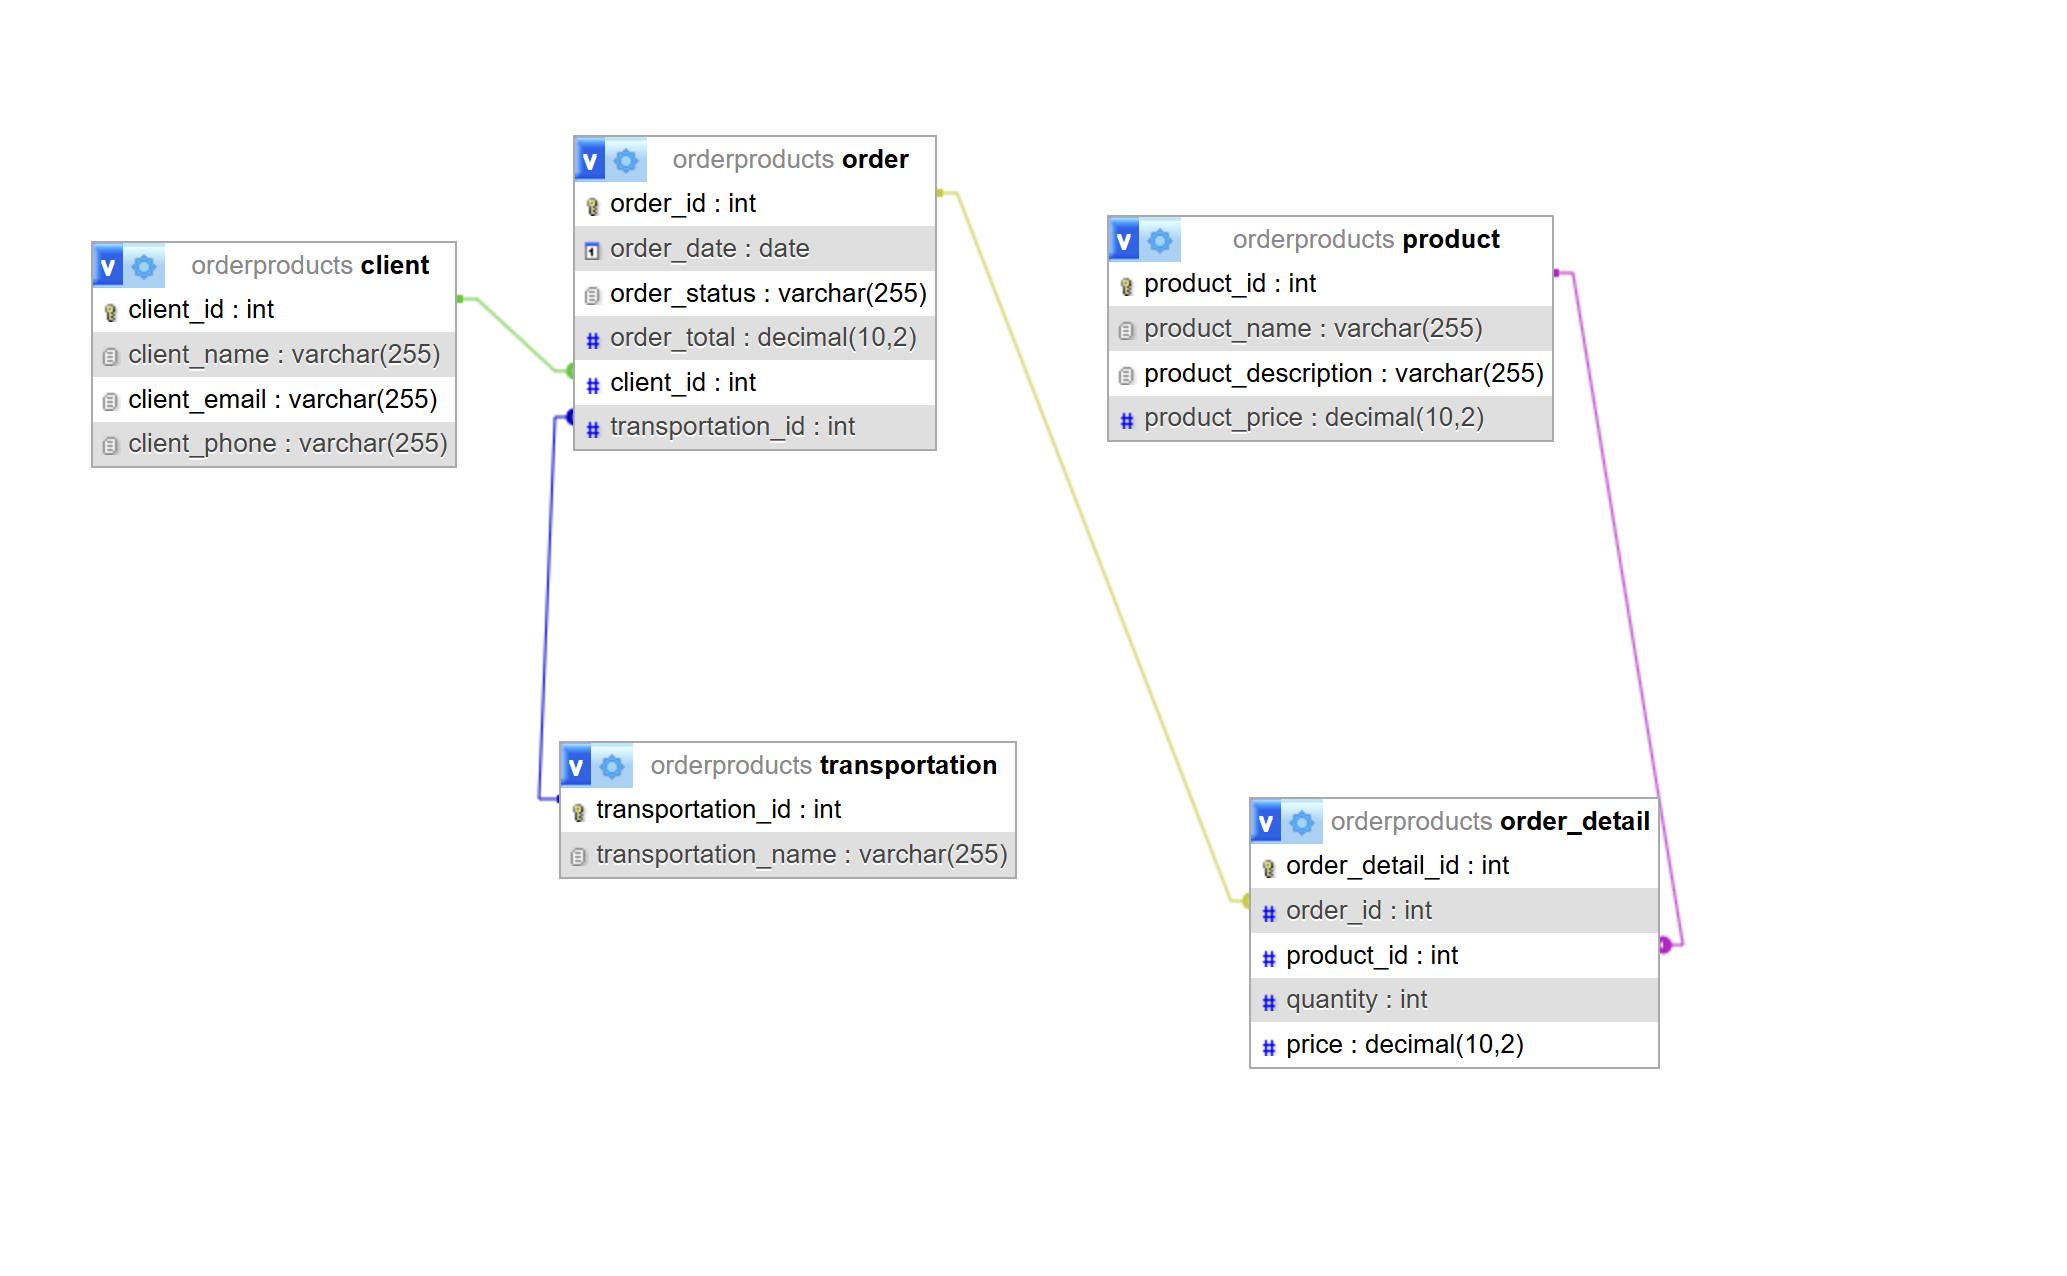 v orderproducts client
client_id : int
client_name : varchar(255)
client_email : varchar(255)
client_phone : varchar(255)
v orderproducts order
order_id : int
order_date : date
order_status : varchar(255)
# order_total : decimal(10,2)
# client_id : int
# transportation_id : int
v orderproducts product
product_id : int
product_name : varchar(255)
product_description : varchar(255)
# product_price : decimal(10,2)
v orderproducts transportation
transportation_id : int
transportation_name : varchar(255)
v orderproducts order_detail
order_detail_id : int
# order_id : int
# product_id : int
# quantity : int
# price : decimal(10,2)